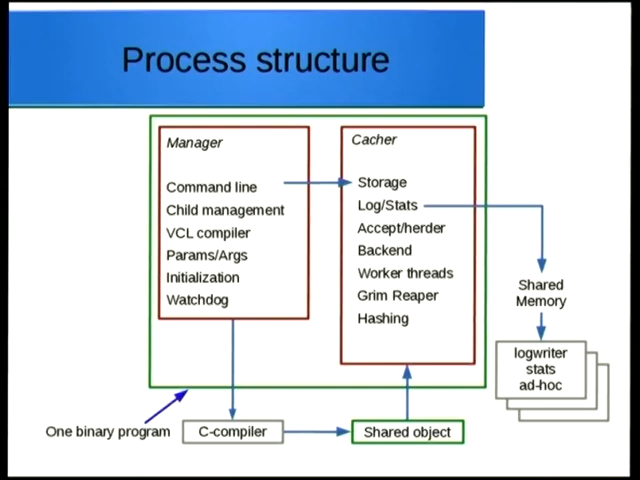 Process structure
Manager
Command line
Child management
VCL compiler
Params/Args
Initialization
Watchdog
Cacher
Storage
Log/Stats
Accept/herder
Backend
Worker threads
Grim Reaper
Hashing
Shared
Memory
logwriter
stats
ad-hoc
One binary program
C-compiler
Shared object